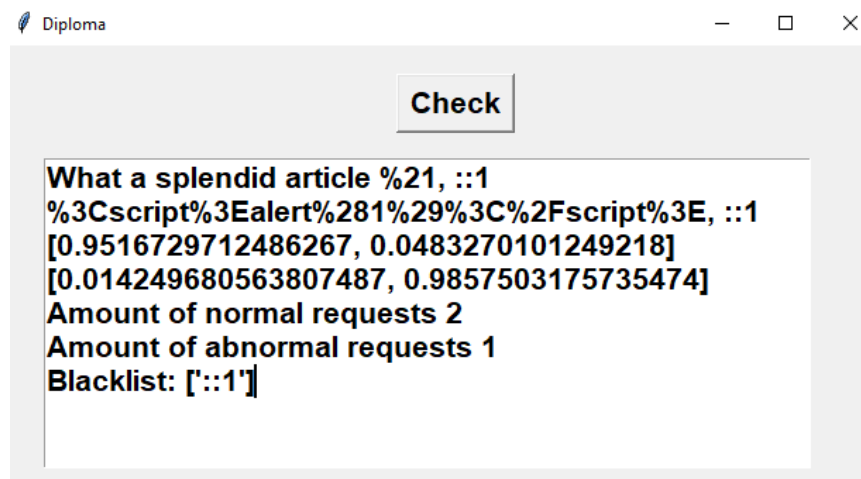 Diploma
Check
What a splendid article %21, ::1
%3Cscript%3Ealert%281%29%3C%2Fscript%3E, ::1
[0.9516729712486267, 0.0483270101249218]
[0.014249680563807487, 0.9857503175735474]
Amount of normal requests 2
Amount of abnormal requests 1
Blacklist: ['::1']